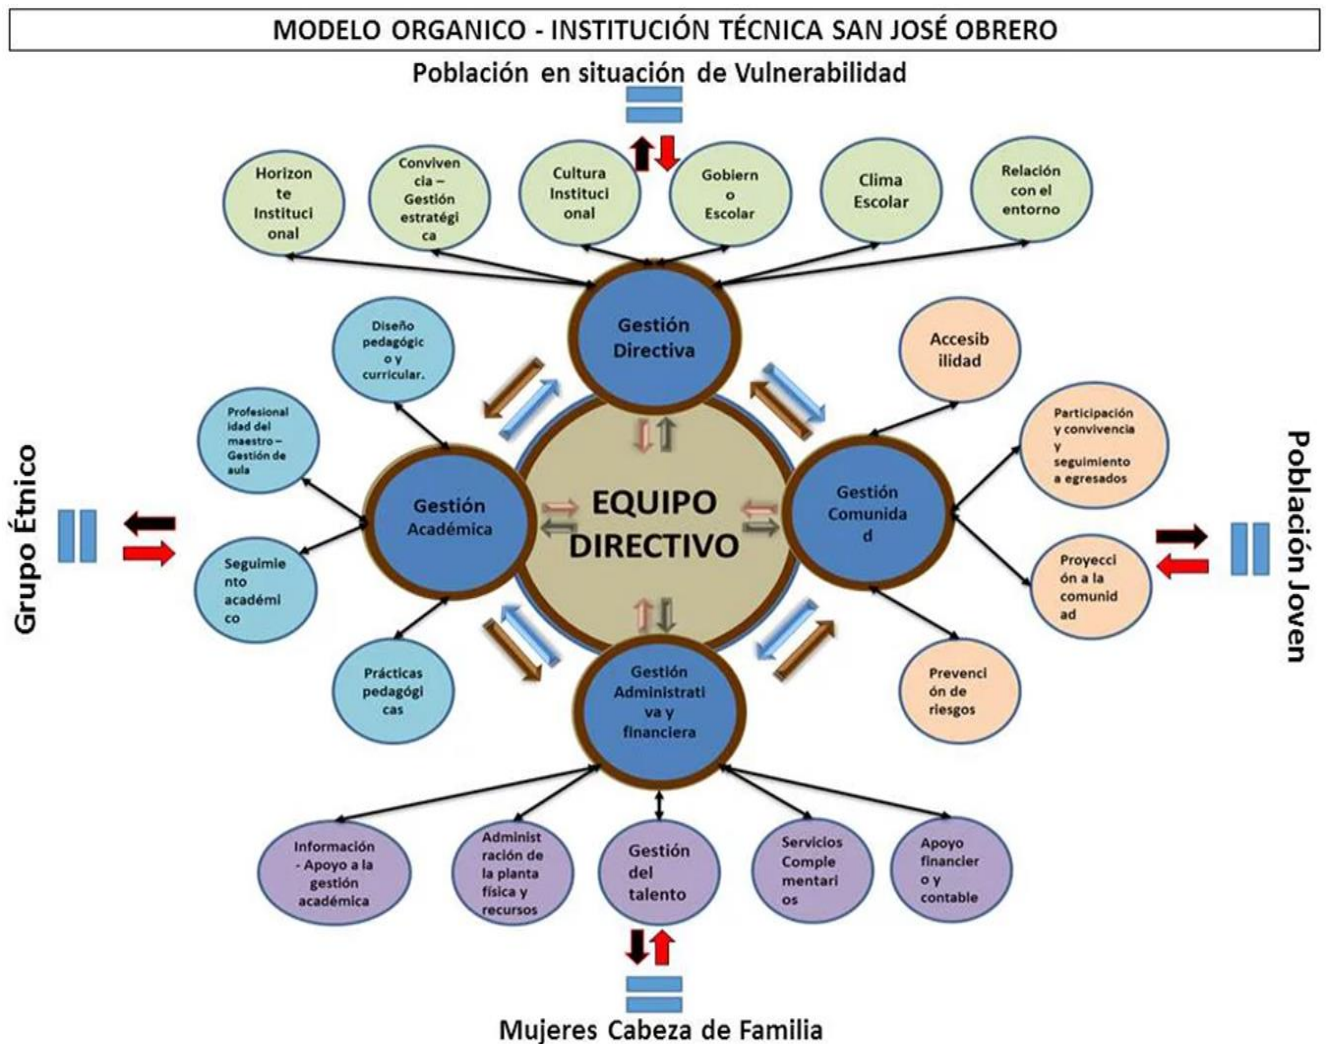 MODELO ORGANICO - INSTITUCIÓN TÉCNICA SAN JOSÉ OBRERO
Población en situación de Vulnerabilidad
Horizon
te
Instituci
onal
Conviven
cia –
Gestión
estratégi
ca
Cultura
Instituci
onal
Gobiern
o
Escolar
Clima
Escolar
Relación
con el
entorno
Gestión
Directiva
Diseño
pedagógic
o y
curricular.
Profesional
idad del
maestro –
Gestión de
aula
Seguimie
nto
académi
co
Prácticas
pedagógi
cas
Gestión
Académica
EQUIPO
DIRECTIVO
Gestión
Comunida
d
Accesib
ilidad
Participación
y convivencia
y
seguimiento
a egresados
Proyecci
ón a la
comunid
ad
Prevenci
ón de
riesgos
Grupo Étnico
Población Joven
Gestión
Administrati
va y
financiera
Información
- Apoyo a la
gestión
académica
Administ
ración de
la planta
física y
recursos
Gestión
del
talento
Servicios
Comple
mentari
os
Apoyo
financier
o y
contable
Mujeres Cabeza de Familia